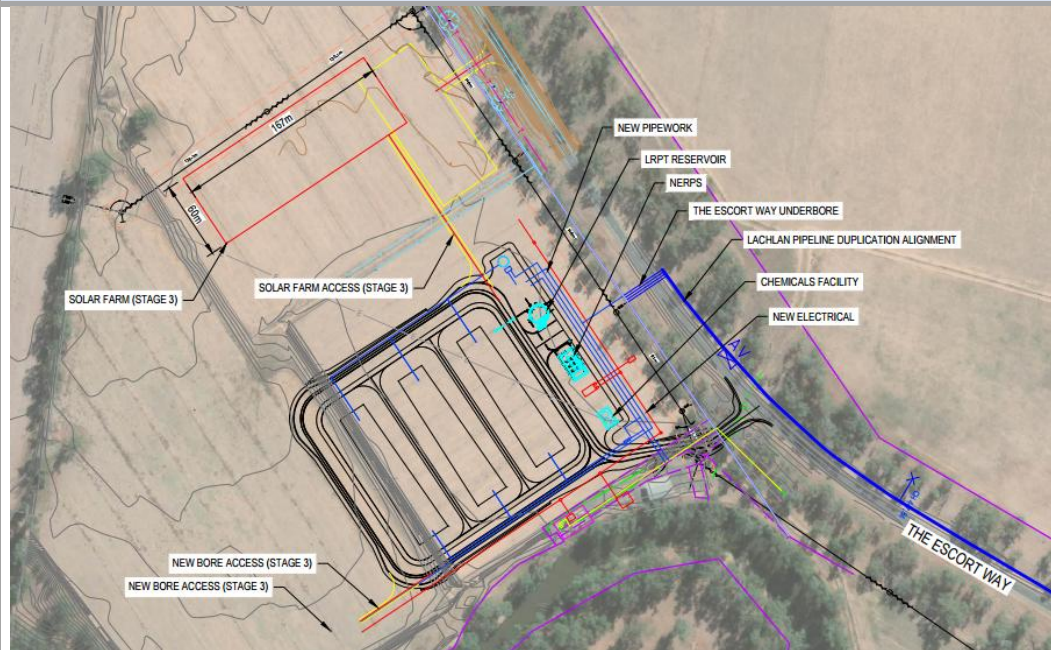 167m
60m
NEW PIPEWORK
LRPT RESERVOIR
NERPS
THE ESCORT WAY UNDERBORE
LACHLAN PIPELINE DUPLICATION ALIGNMENT
CHEMICALS FACILITY
NEW ELECTRICAL
SOLAR FARM (STAGE 3)
SOLAR FARM ACCESS (STAGE 3)
AV
X
THE ESCORT WAY
NEW BORE ACCESS (STAGE 3)
NEW BORE ACCESS (STAGE 3)